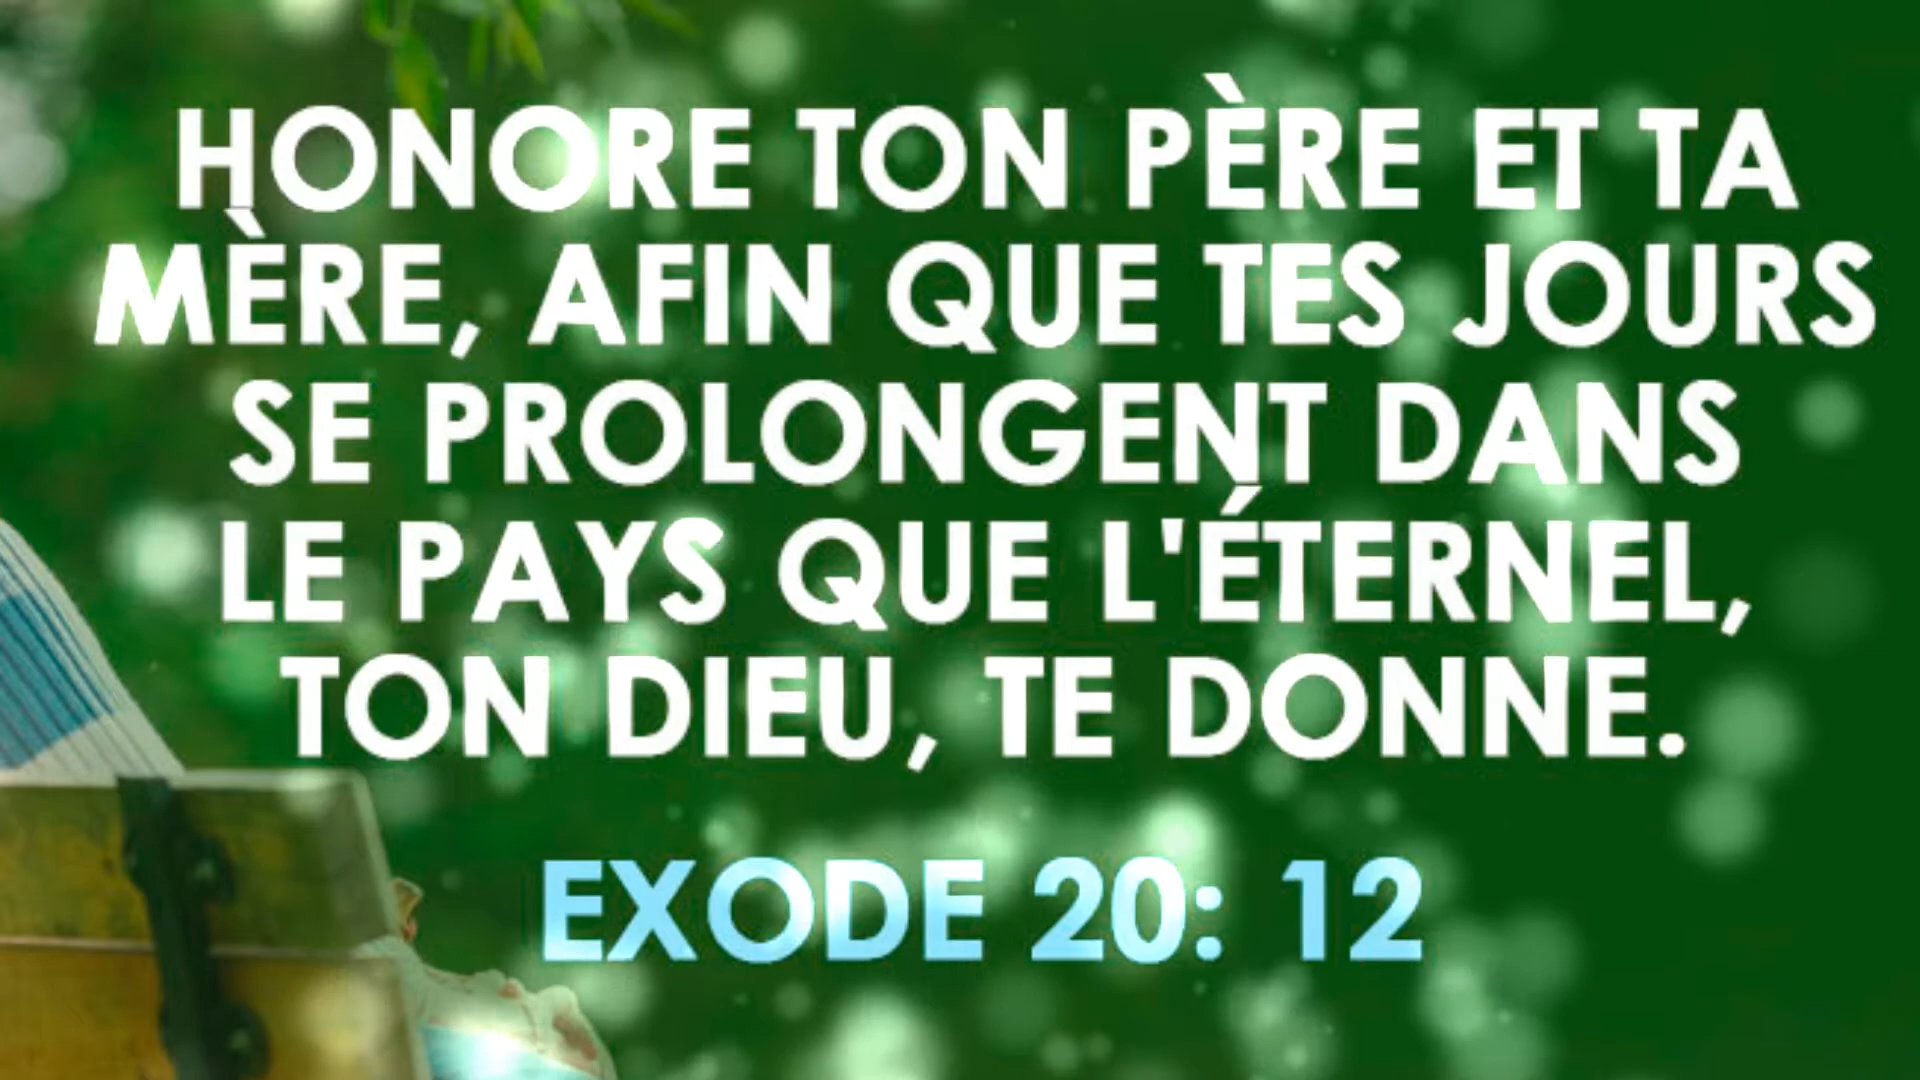 HONORE TON PÈRE ET TA
MÈRE, AFIN QUE TES JOURS
SE PROLONGENT DANS
LE PAYS QUE L'ÉTERNEL,
TON DIEU, TE DONNE.
EXODE 20: 12